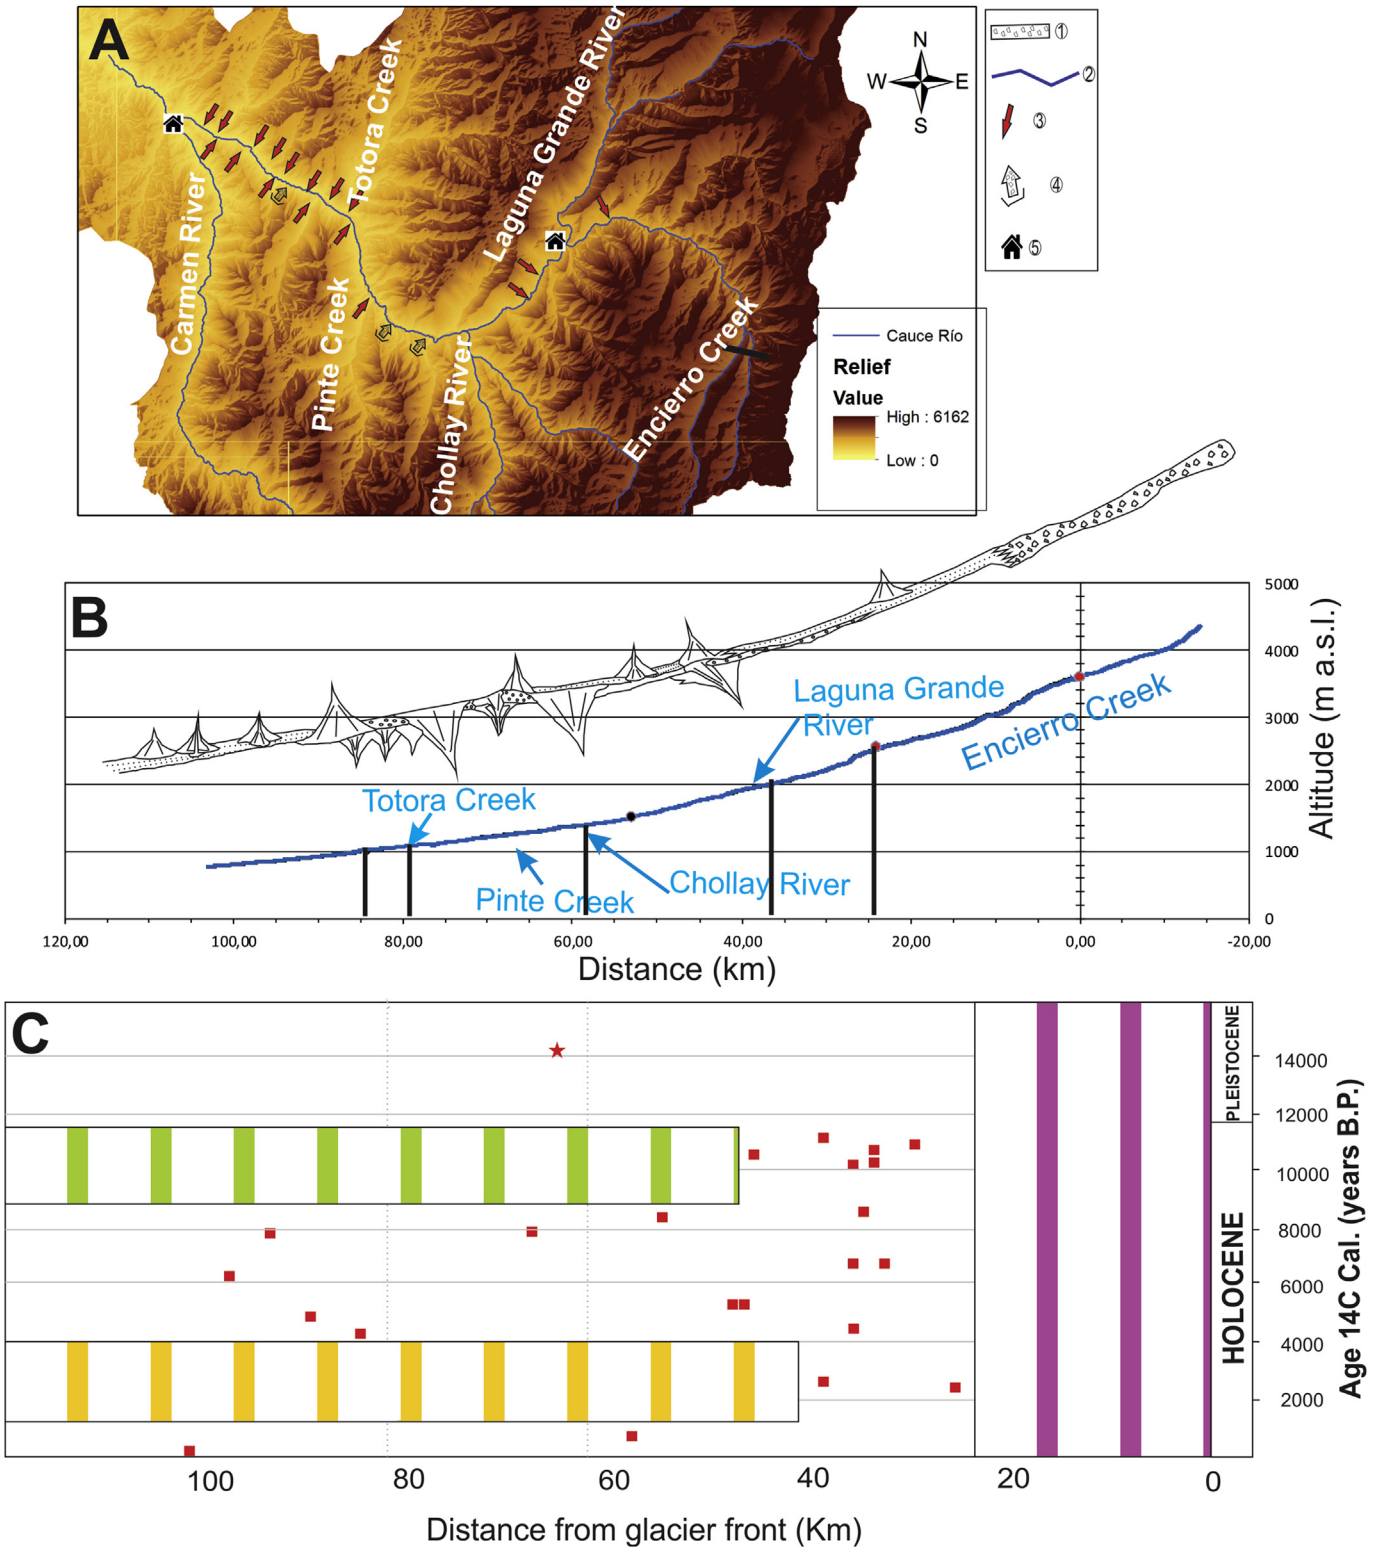 A
Totora Creek
Laguna Grande River
Carmen River
Pinte Creek
Chollay River
Encierro Creek
N
W
E
S
①
②
③
④
⑤
Cauce Río
Relief
Value
High : 6162
Low : 0
B
Laguna Grande
River
Encierro Creek
Totora Creek
Pinte Creek
Chollay River
5000
4000
3000
2000
1000
0
Altitude (m a.s.l.)
120,00
100,00
80,00
60,00
40,00
20,00
0,00
-20,00
Distance (km)
C
PLEISTOCENE
HOLOCENE
14000
12000
10000
8000
6000
4000
2000
Age 14C Cal. (years B.P.)
100
80
60
40
20
0
Distance from glacier front (Km)